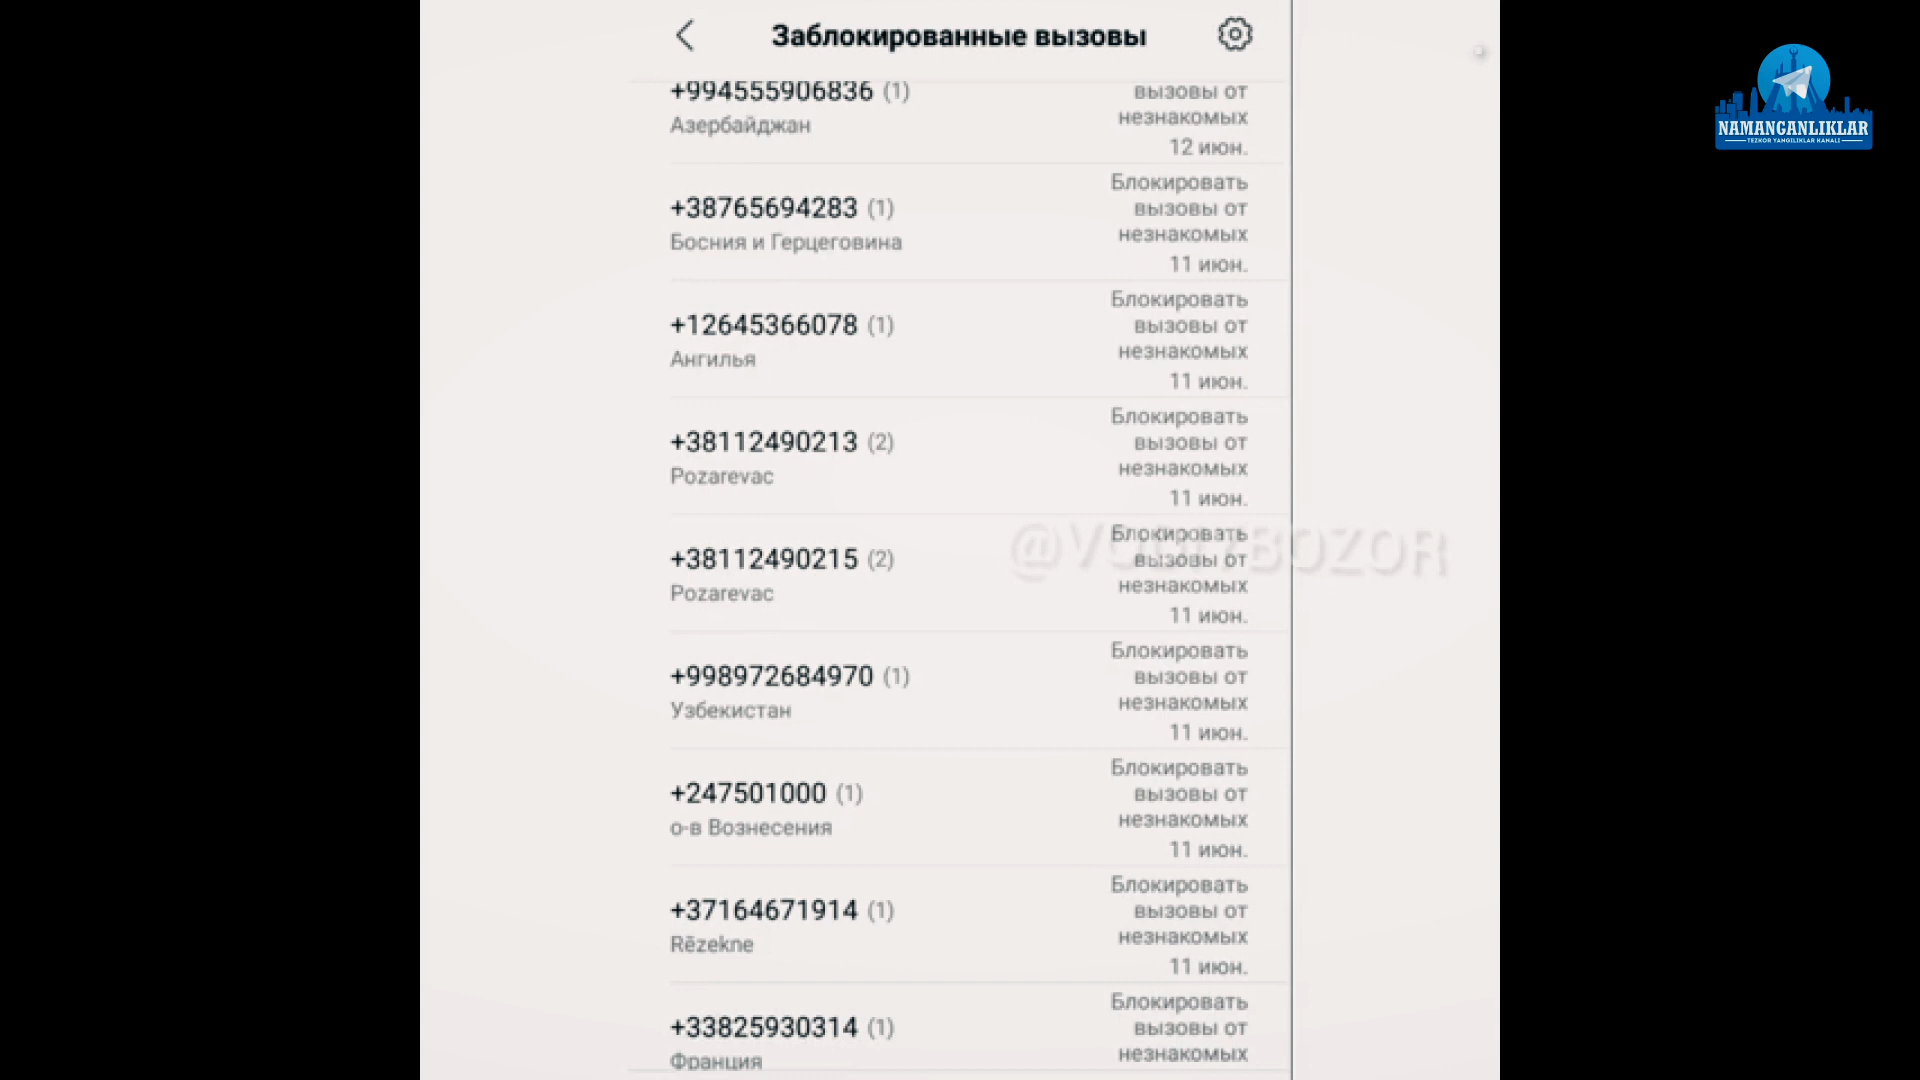 Заблокированные вызовы
+994555906836 (1)
Азербайджан
вызовы от
незнакомых
12 июн.
+38765694283 (1)
Босния и Герцеговина
Блокировать
вызовы от
незнакомых
11 июн.
+12645366078 (1)
Ангилья
Блокировать
вызовы от
незнакомых
11 июн.
+38112490213 (2)
Pozarevac
Блокировать
вызовы от
незнакомых
11 июн.
+38112490215 (2)
Pozarevac
Блокировать
вызовы от
незнакомых
11 июн.
+998972684970 (1)
Узбекистан
Блокировать
вызовы от
незнакомых
11 июн.
+247501000 (1)
о-в Вознесения
Блокировать
вызовы от
незнакомых
11 июн.
+37164671914 (1)
Rēzekne
Блокировать
вызовы от
незнакомых
11 июн.
+33825930314 (1)
Франция
Блокировать
вызовы от
незнакомых
NAMANGANLIKLAR
TEZKOR YANGILIKLAR KANALI